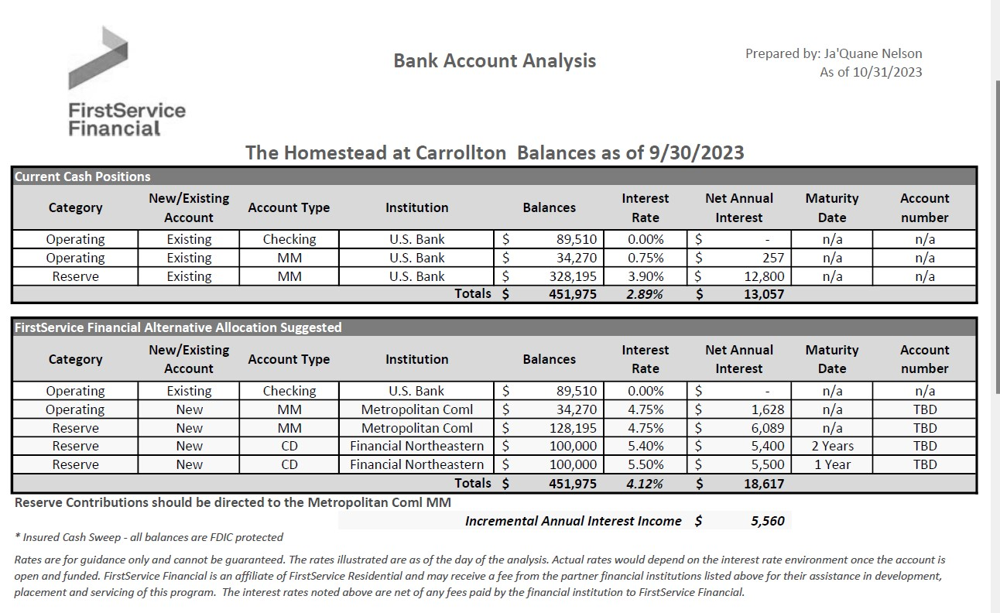 FirstService
Financial
Bank Account Analysis
Prepared by: Ja'Quane Nelson
As of 10/31/2023
The Homestead at Carrollton Balances as of 9/30/2023
Current Cash Positions
Category New/Existing Account Account Type Institution Balances Interest Rate Net Annual Interest Maturity Date Account number
Operating Existing Checking U.S. Bank $ 89,510 0.00% $ - n/a n/a
Operating Existing MM U.S. Bank $ 34,270 0.75% $ 257 n/a n/a
Reserve Existing MM U.S. Bank $ 328,195 3.90% $ 12,800 n/a n/a
Totals $ 451,975 2.89% $ 13,057
FirstService Financial Alternative Allocation Suggested
Category New/Existing Account Account Type Institution Balances Interest Rate Net Annual Interest Maturity Date Account number
Operating Existing Checking U.S. Bank $ 89,510 0.00% $ - n/a n/a
Operating New MM Metropolitan Coml $ 34,270 4.75% $ 1,628 n/a TBD
Reserve New MM Metropolitan Coml $ 128,195 4.75% $ 6,089 n/a TBD
Reserve New CD Financial Northeastern $ 100,000 5.40% $ 5,400 2 Years TBD
Reserve New CD Financial Northeastern $ 100,000 5.50% $ 5,500 1 Year TBD
Totals $ 451,975 4.12% $ 18,617
Reserve Contributions should be directed to the Metropolitan Coml MM
Incremental Annual Interest Income $ 5,560
* Insured Cash Sweep - all balances are FDIC protected
Rates are for guidance only and cannot be guaranteed. The rates illustrated are as of the day of the analysis. Actual rates would depend on the interest rate environment once the account is
open and funded. FirstService Financial is an affiliate of FirstService Residential and may receive a fee from the partner financial institutions listed above for their assistance in development,
placement and servicing of this program. The interest rates noted above are net of any fees paid by the financial institution to FirstService Financial.